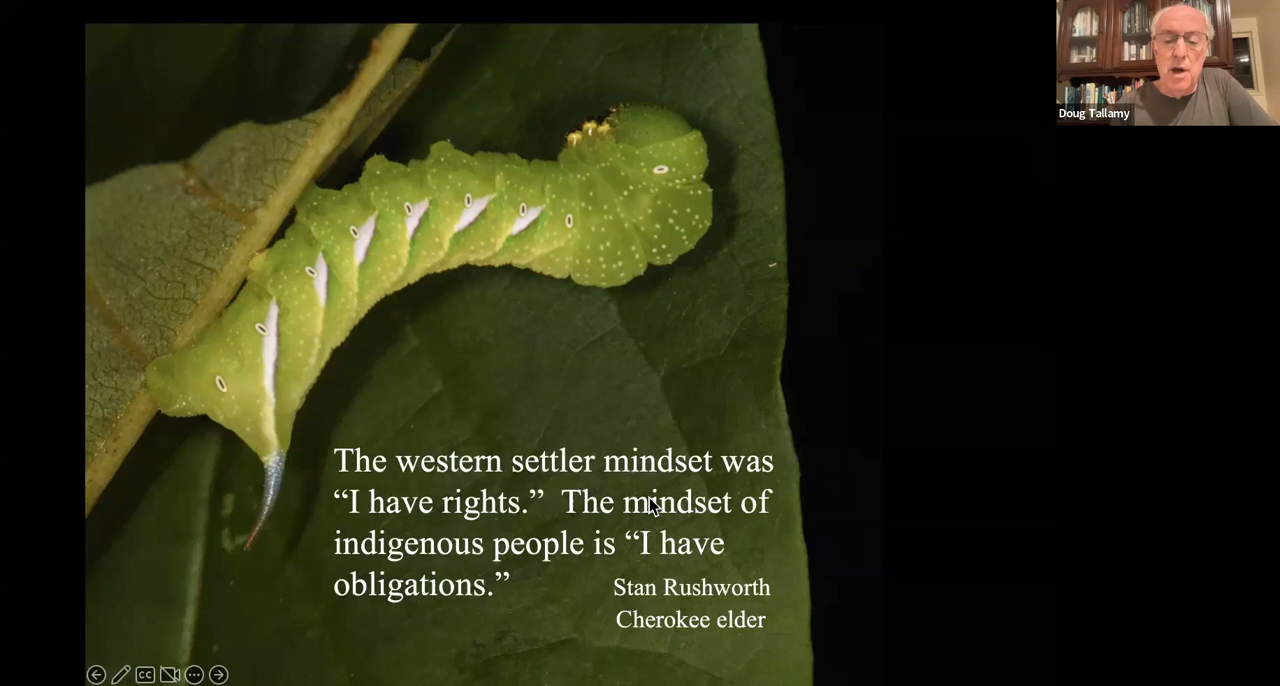 Doug Tallamy
The western settler mindset was
“I have rights.”  The mindset of
indigenous people is “I have
obligations.”
Stan Rushworth
Cherokee elder
CC